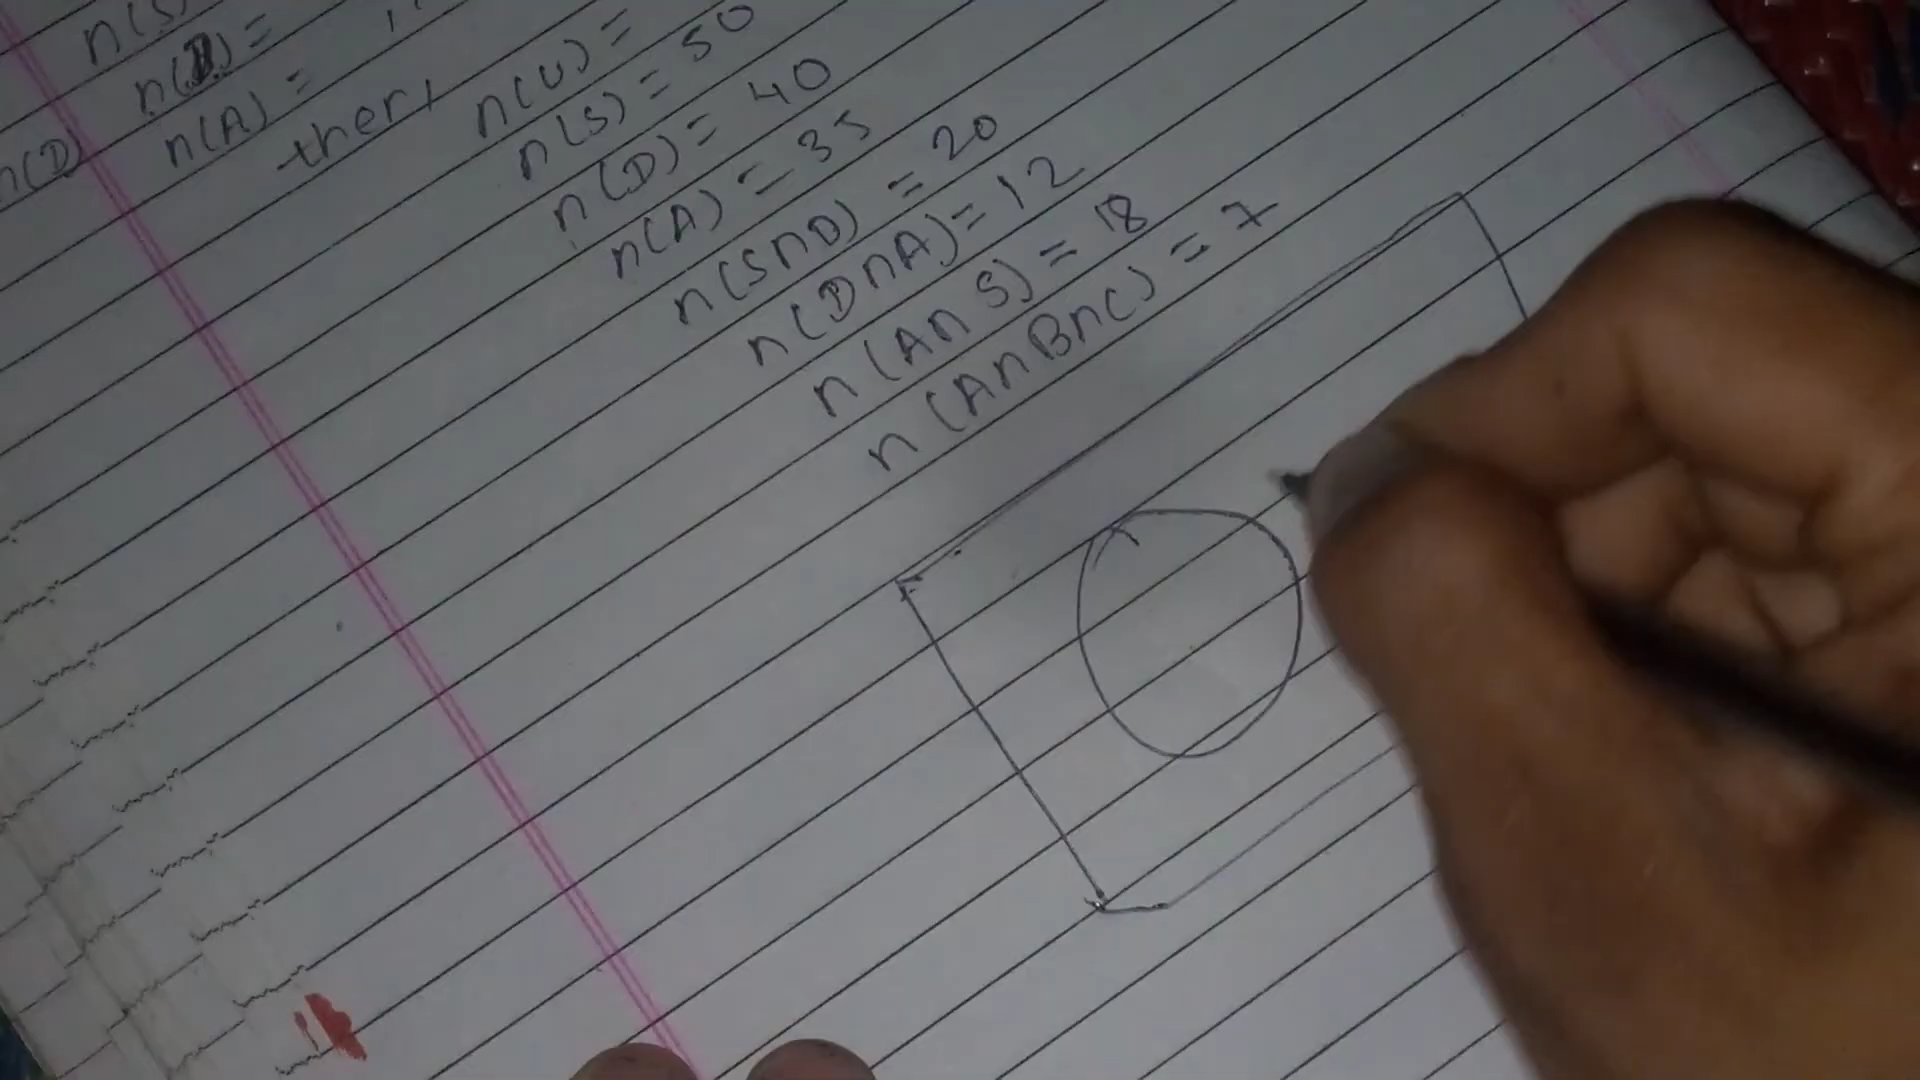 n(S)
n(D) =
n(A) =
n(D)
then,
n(U) =
n(S) = 50
n(D) = 40
n(A) = 35
n(S∩D) = 20
n(D∩A) = 12
n(A∩S) = 18
n(A∩B∩C) = 7